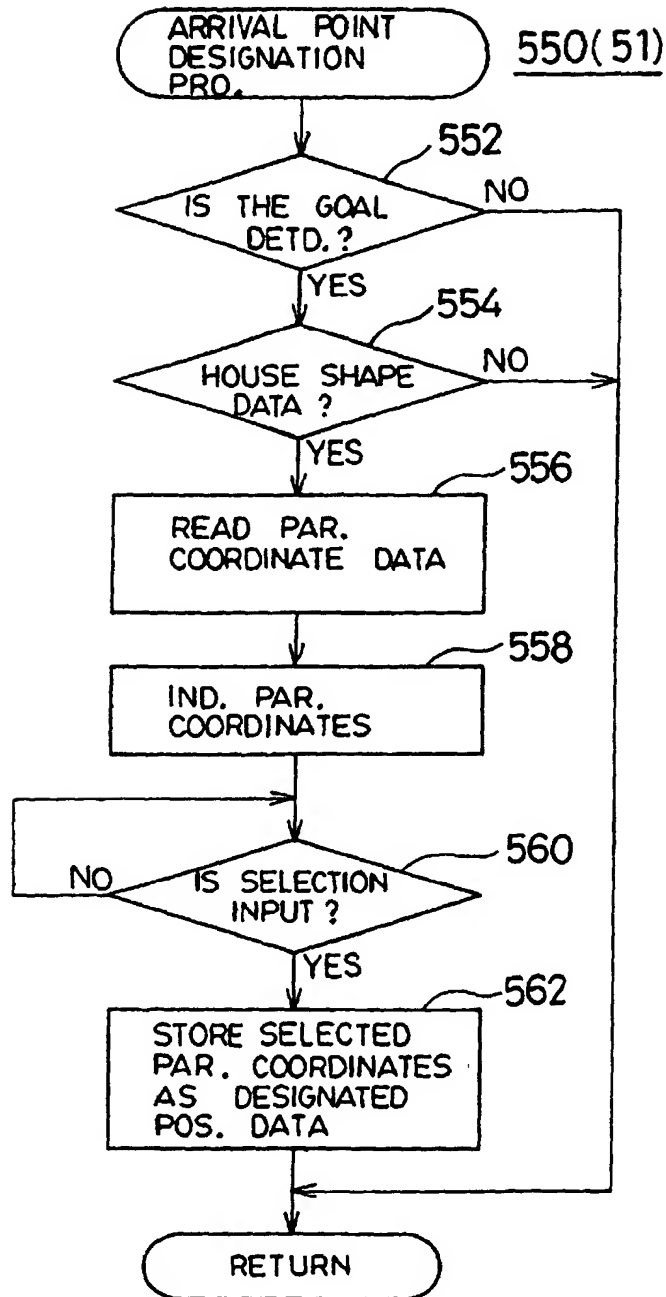 ARRIVAL POINT
DESIGNATION
PRO.
550(51)
552
IS THE GOAL
DETD.?
NO
YES
554
HOUSE SHAPE
DATA ?
NO
YES
556
READ PAR.
COORDINATE DATA
558
IND. PAR.
COORDINATES
560
IS SELECTION
INPUT ?
NO
YES
562
STORE SELECTED
PAR. COORDINATES
AS DESIGNATED
POS. DATA
RETURN